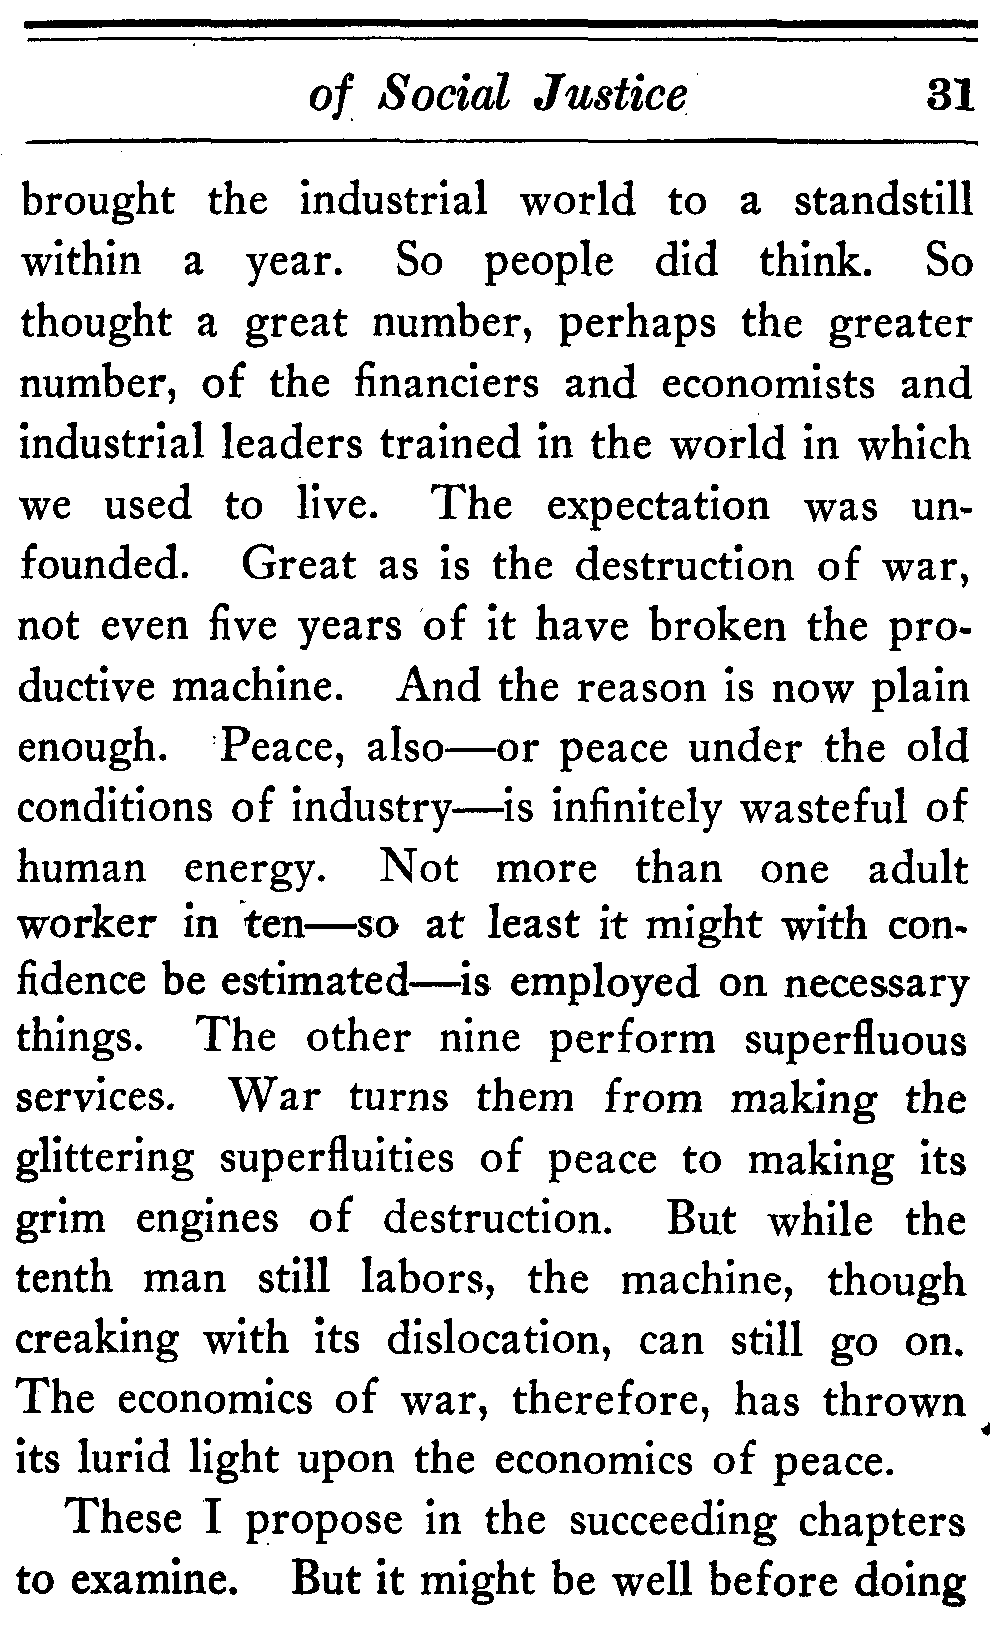 of Social Justice 31
brought the industrial world to a standstill
within a year. So people did think. So
thought a great number, perhaps the greater
number, of the financiers and economists and
industrial leaders trained in the world in which
we used to live. The expectation was un-
founded. Great as is the destruction of war,
not even five years of it have broken the pro-
ductive machine. And the reason is now plain
enough. Peace, also—or peace under the old
conditions of industry—is infinitely wasteful of
human energy. Not more than one adult
worker in ten—so at least it might with con-
fidence be estimated—is employed on necessary
things. The other nine perform superfluous
services. War turns them from making the
glittering superfluities of peace to making its
grim engines of destruction. But while the
tenth man still labors, the machine, though
creaking with its dislocation, can still go on.
The economics of war, therefore, has thrown
its lurid light upon the economics of peace.
These I propose in the succeeding chapters
to examine. But it might be well before doing